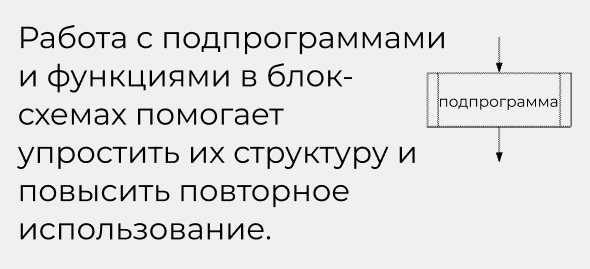 Работа с подпрограммами
и функциями в блок-
схемах помогает
упростить их структуру и
повысить повторное
использование.
подпрограмма